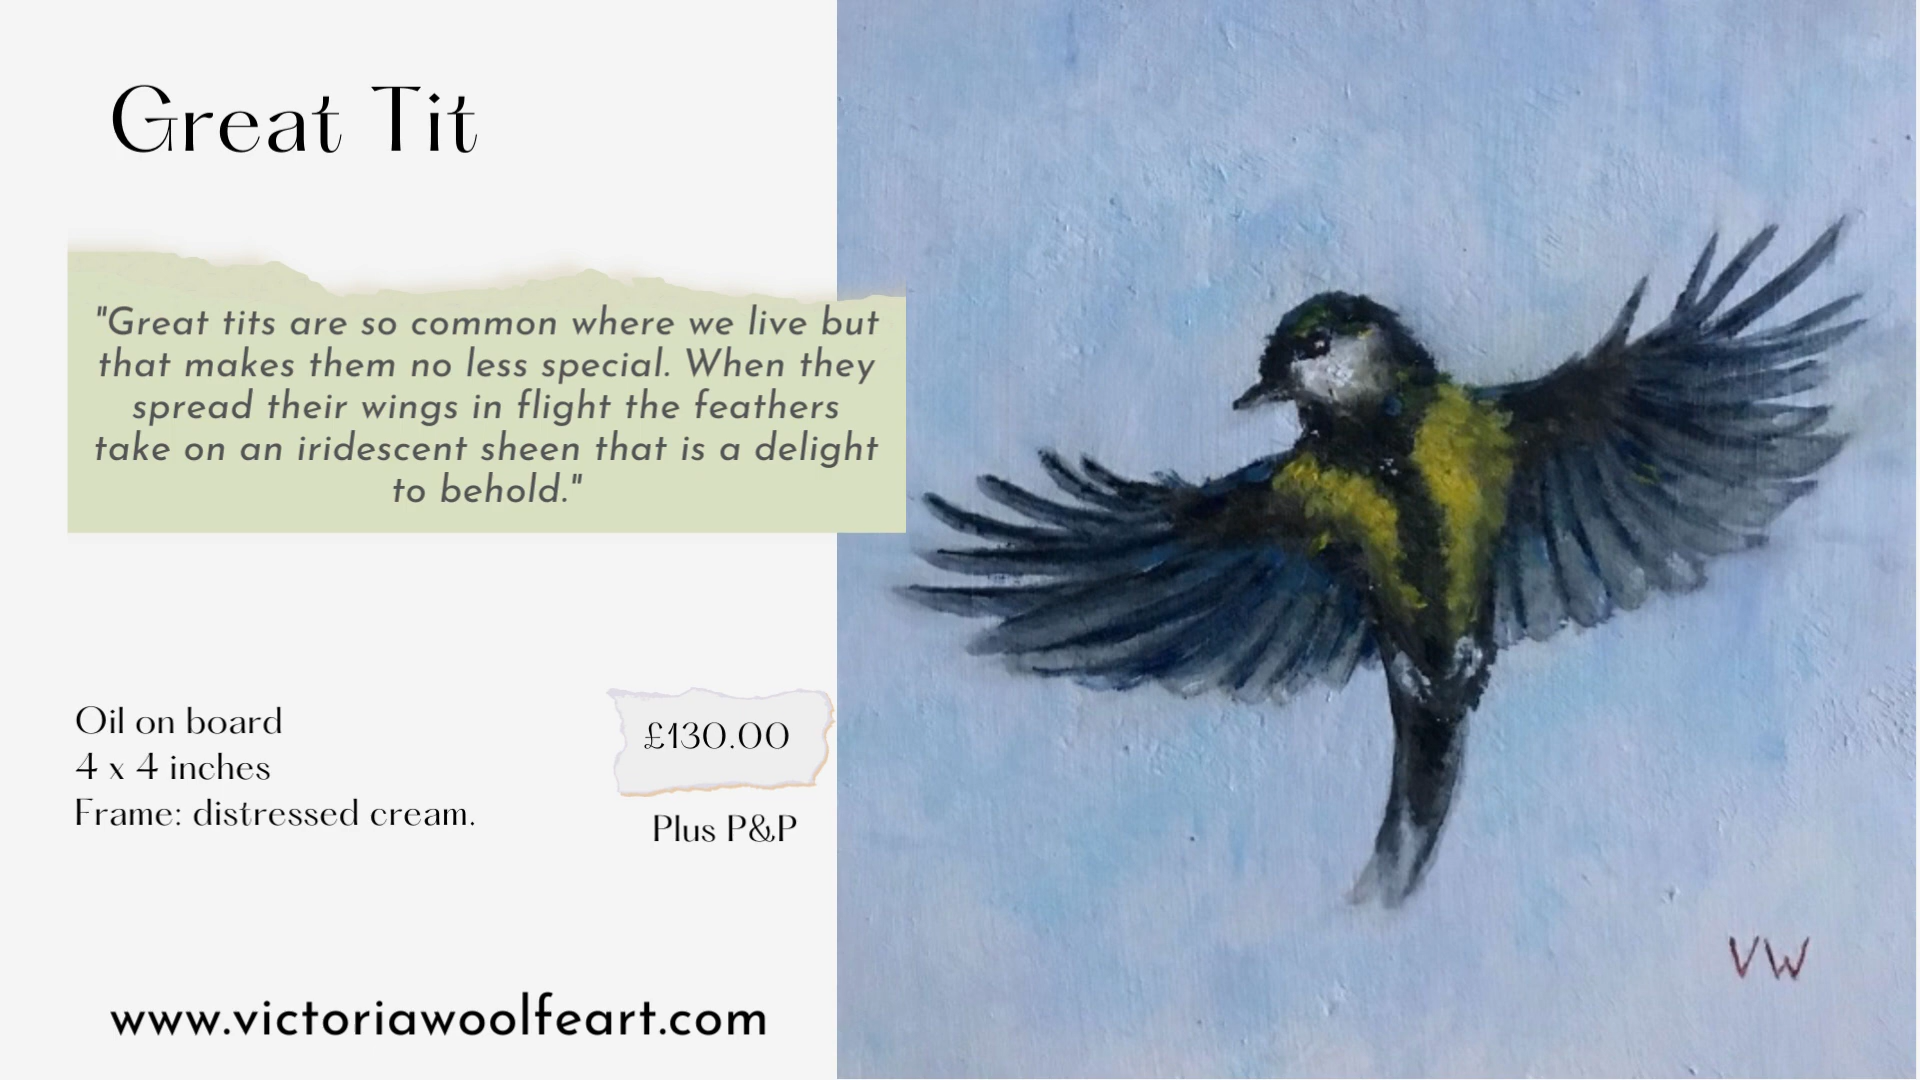 Great Tit
"Great tits are so common where we live but
that makes them no less special. When they
spread their wings in flight the feathers
take on an iridescent sheen that is a delight
to behold."
Oil on board
4 x 4 inches
Frame: distressed cream.
£130.00
Plus P&P
www.victoriawoolfeart.com
VW